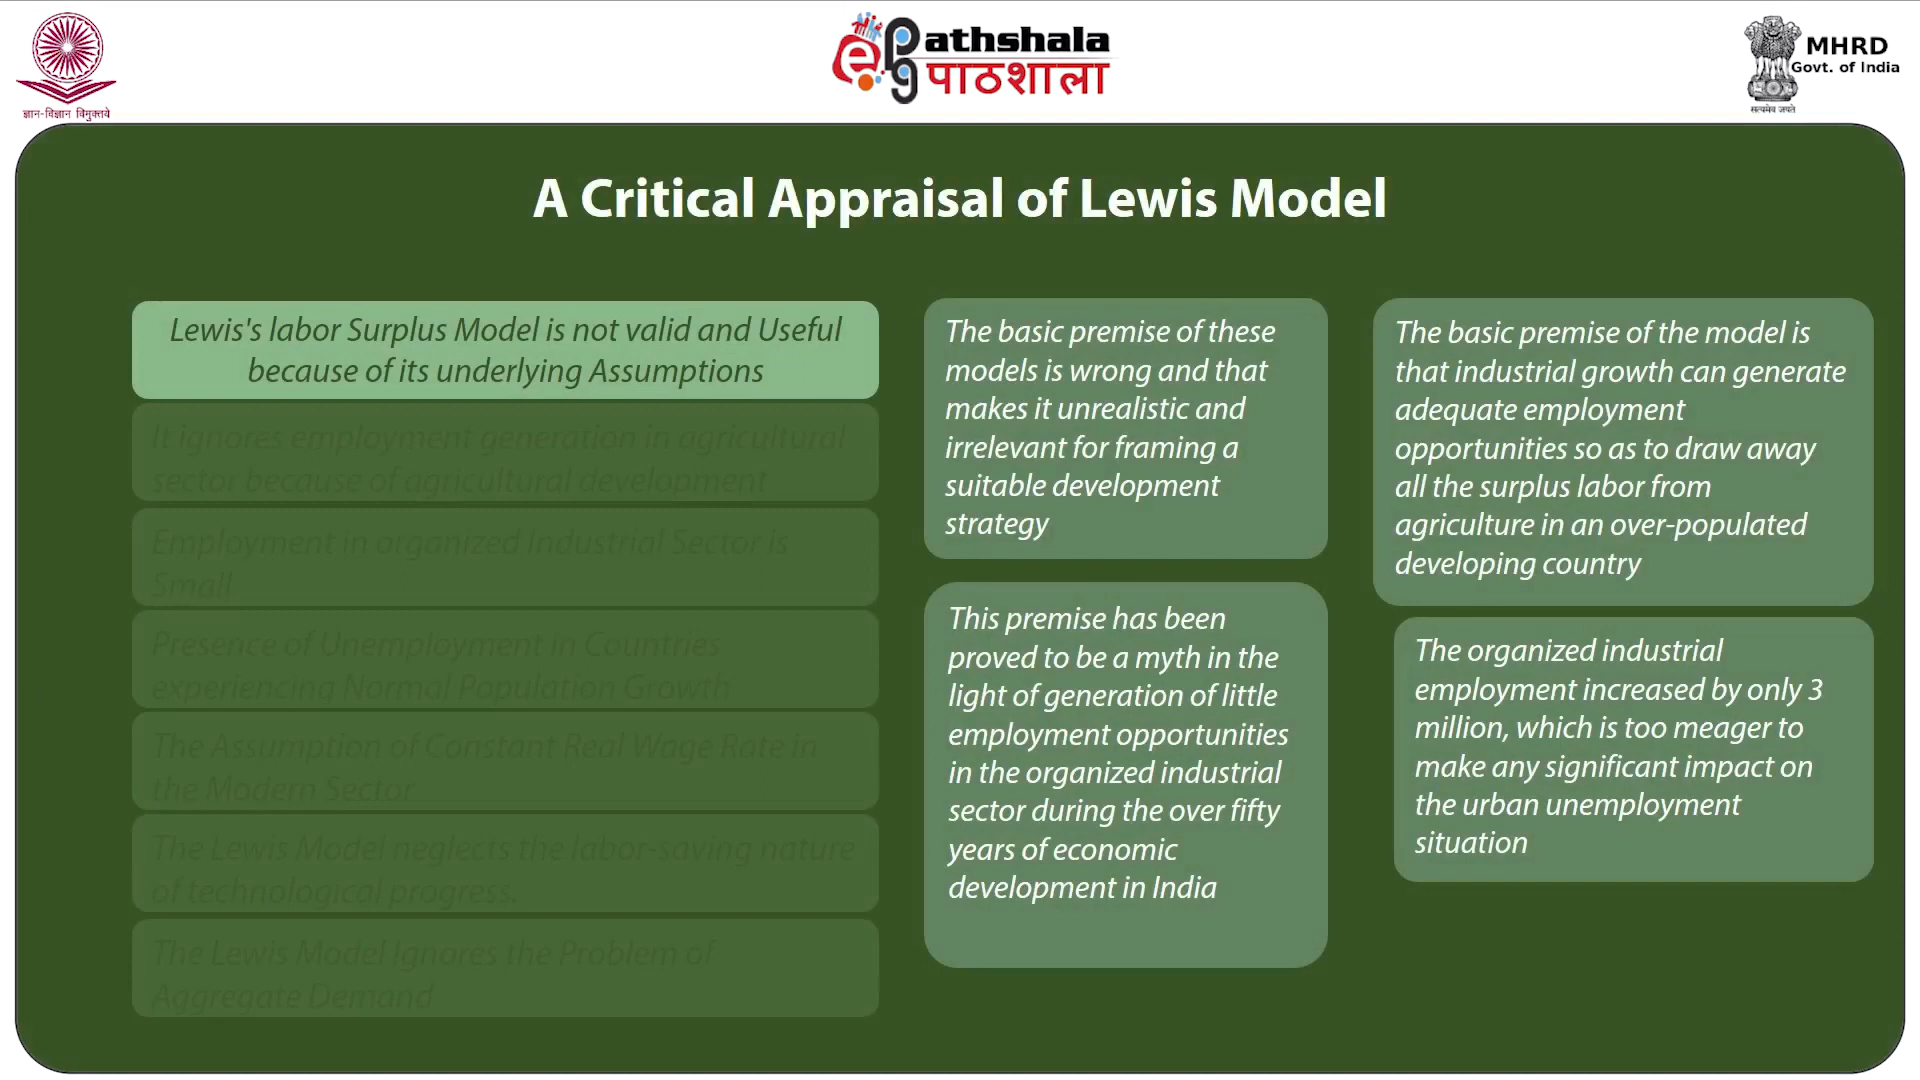 ज्ञान-विज्ञान विमुक्तये
e
pg
athshala
पाठशाला
MHRD
Govt. of India
सत्यमेव जयते
A Critical Appraisal of Lewis Model
Lewis's labor Surplus Model is not valid and Useful
because of its underlying Assumptions
It ignores employment generation in agricultural
sector because of agricultural development
Employment in organized Industrial Sector is
Small
Presence of Unemployment in Countries
experiencing Normal Population Growth
The Assumption of Constant Real Wage Rate in
the Modern Sector
The Lewis Model neglects the labor-saving nature
of technological progress.
The Lewis Model Ignores the Problem of
Aggregate Demand
The basic premise of these
models is wrong and that
makes it unrealistic and
irrelevant for framing a
suitable development
strategy
This premise has been
proved to be a myth in the
light of generation of little
employment opportunities
in the organized industrial
sector during the over fifty
years of economic
development in India
The basic premise of the model is
that industrial growth can generate
adequate employment
opportunities so as to draw away
all the surplus labor from
agriculture in an over-populated
developing country
The organized industrial
employment increased by only 3
million, which is too meager to
make any significant impact on
the urban unemployment
situation